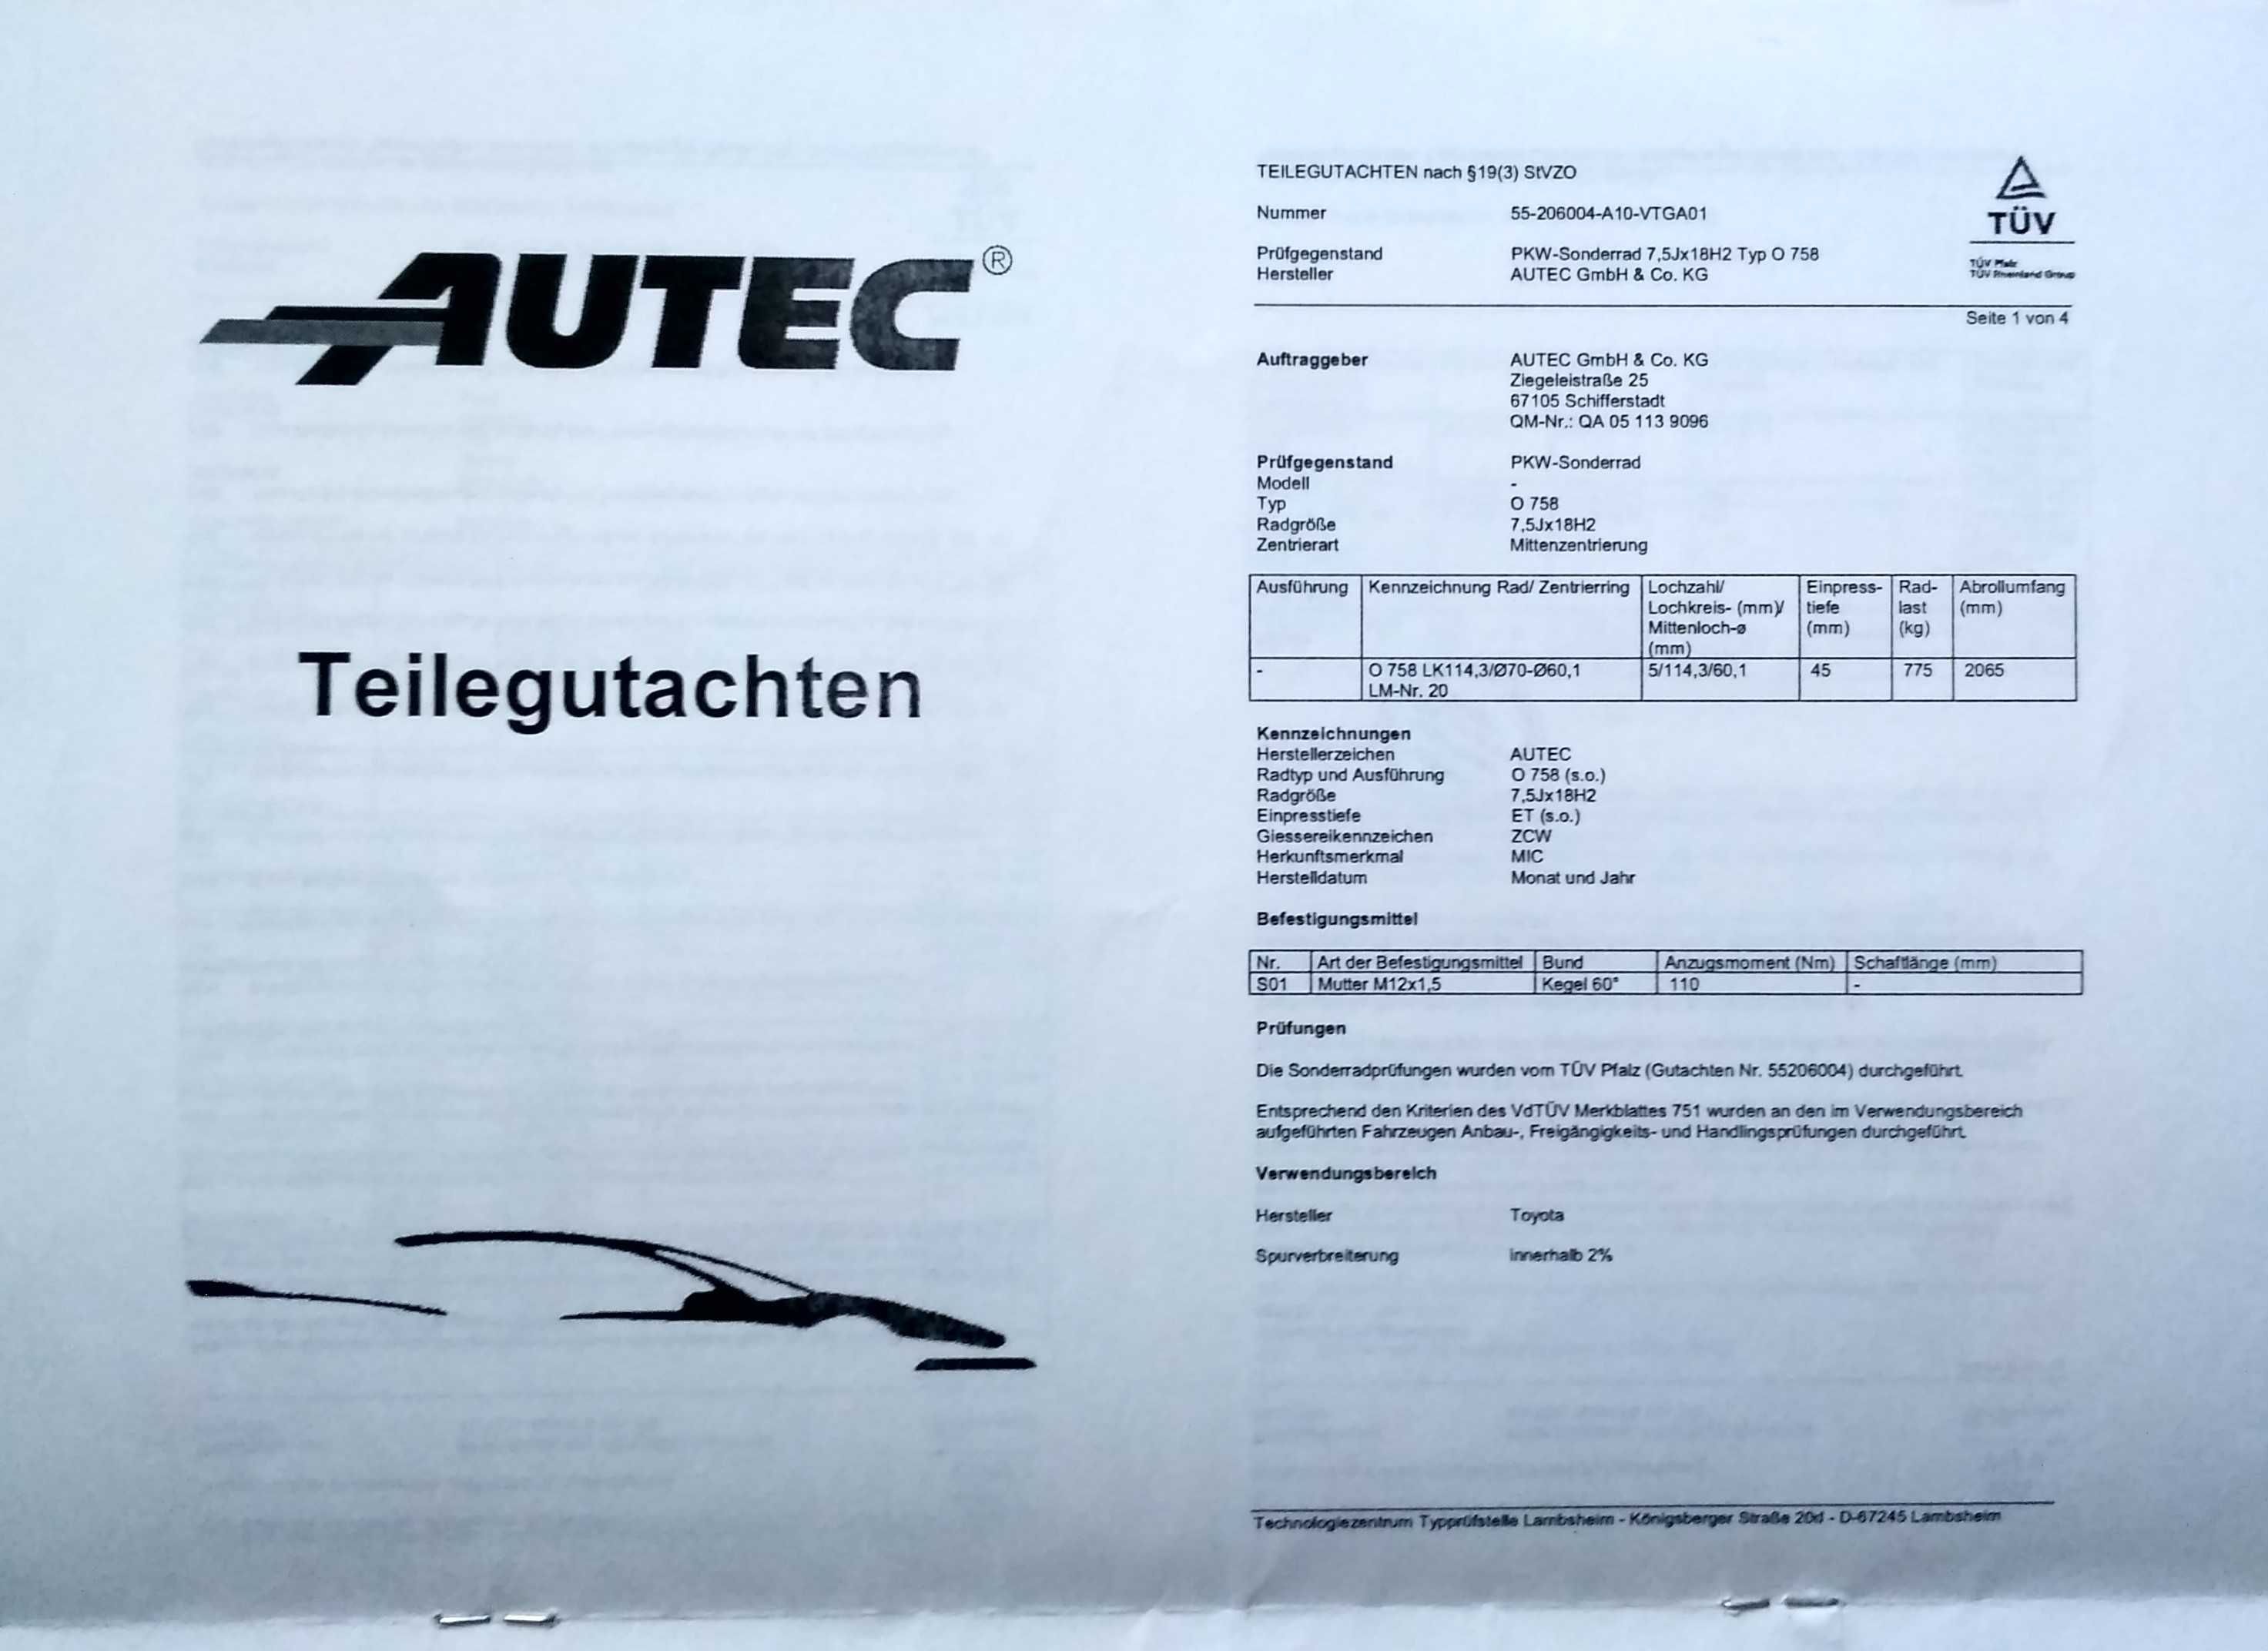 AUTEC®
Teilegutachten
TEILEGUTACHTEN nach §19(3) StVZO
Nummer 55-206004-A10-VTGA01
Prüfgegenstand PKW-Sonderrad 7,5Jx18H2 Typ O 758
Hersteller AUTEC GmbH & Co. KG
TÜV
TÜV Pfalz
TÜV Rheinland Group
Seite 1 von 4
Auftraggeber AUTEC GmbH & Co. KG
Ziegeleistraße 25
67105 Schifferstadt
QM-Nr.: QA 05 113 9096
Prüfgegenstand PKW-Sonderrad
Modell -
Typ O 758
Radgröße 7,5Jx18H2
Zentrierart Mittenzentrierung
Ausführung Kennzeichnung Rad/ Zentrierring Lochzahl/ Einpress- Rad- Abrollumfang
Lochkreis- (mm)/ tiefe last (mm)
Mittenloch-ø (mm) (kg)
(mm)
- O 758 LK114,3/Ø70-Ø60,1 5/114,3/60,1 45 775 2065
LM-Nr. 20
Kennzeichnungen
Herstellerzeichen AUTEC
Radtyp und Ausführung O 758 (s.o.)
Radgröße 7,5Jx18H2
Einpresstiefe ET (s.o.)
Giessereikennzeichen ZCW
Herkunftsmerkmal MIC
Herstelldatum Monat und Jahr
Befestigungsmittel
Nr. Art der Befestigungsmittel Bund Anzugsmoment (Nm) Schaftlänge (mm)
S01 Mutter M12x1,5 Kegel 60° 110 -
Prüfungen
Die Sonderradprüfungen wurden vom TÜV Pfalz (Gutachten Nr. 55206004) durchgeführt.
Entsprechend den Kriterien des VdTÜV Merkblattes 751 wurden an den im Verwendungsbereich
aufgeführten Fahrzeugen Anbau-, Freigängigkeits- und Handlingsprüfungen durchgeführt.
Verwendungsbereich
Hersteller Toyota
Spurverbreiterung innerhalb 2%
Technologiezentrum Typprüfstelle Lambsheim - Königsberger Straße 20d - D-67245 Lambsheim